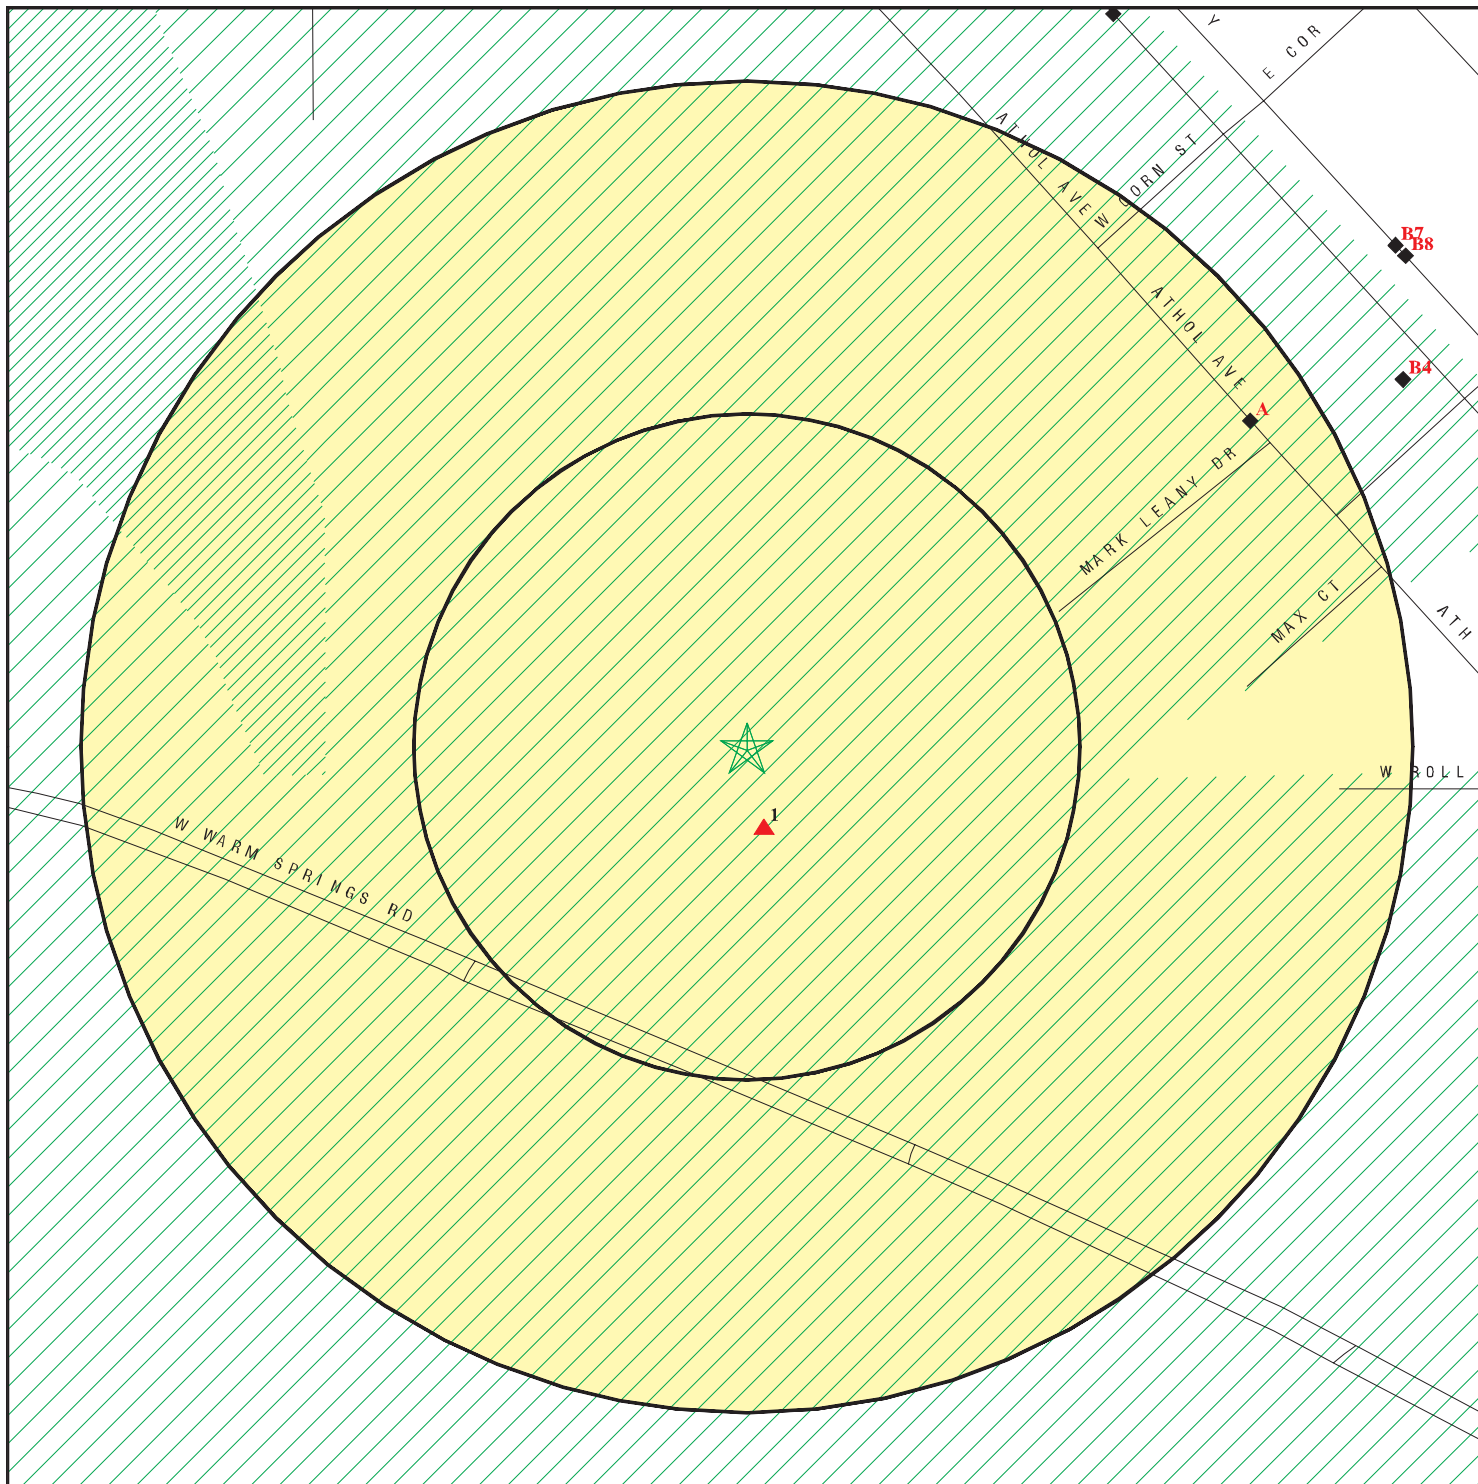 Y
E COR
ATHOL AVE
W CORN ST
B7
B8
ATHOL AVE
B4
A
MARK LEANY DR
MAX CT
ATH
W ROLL
1
W WARM SPRINGS RD